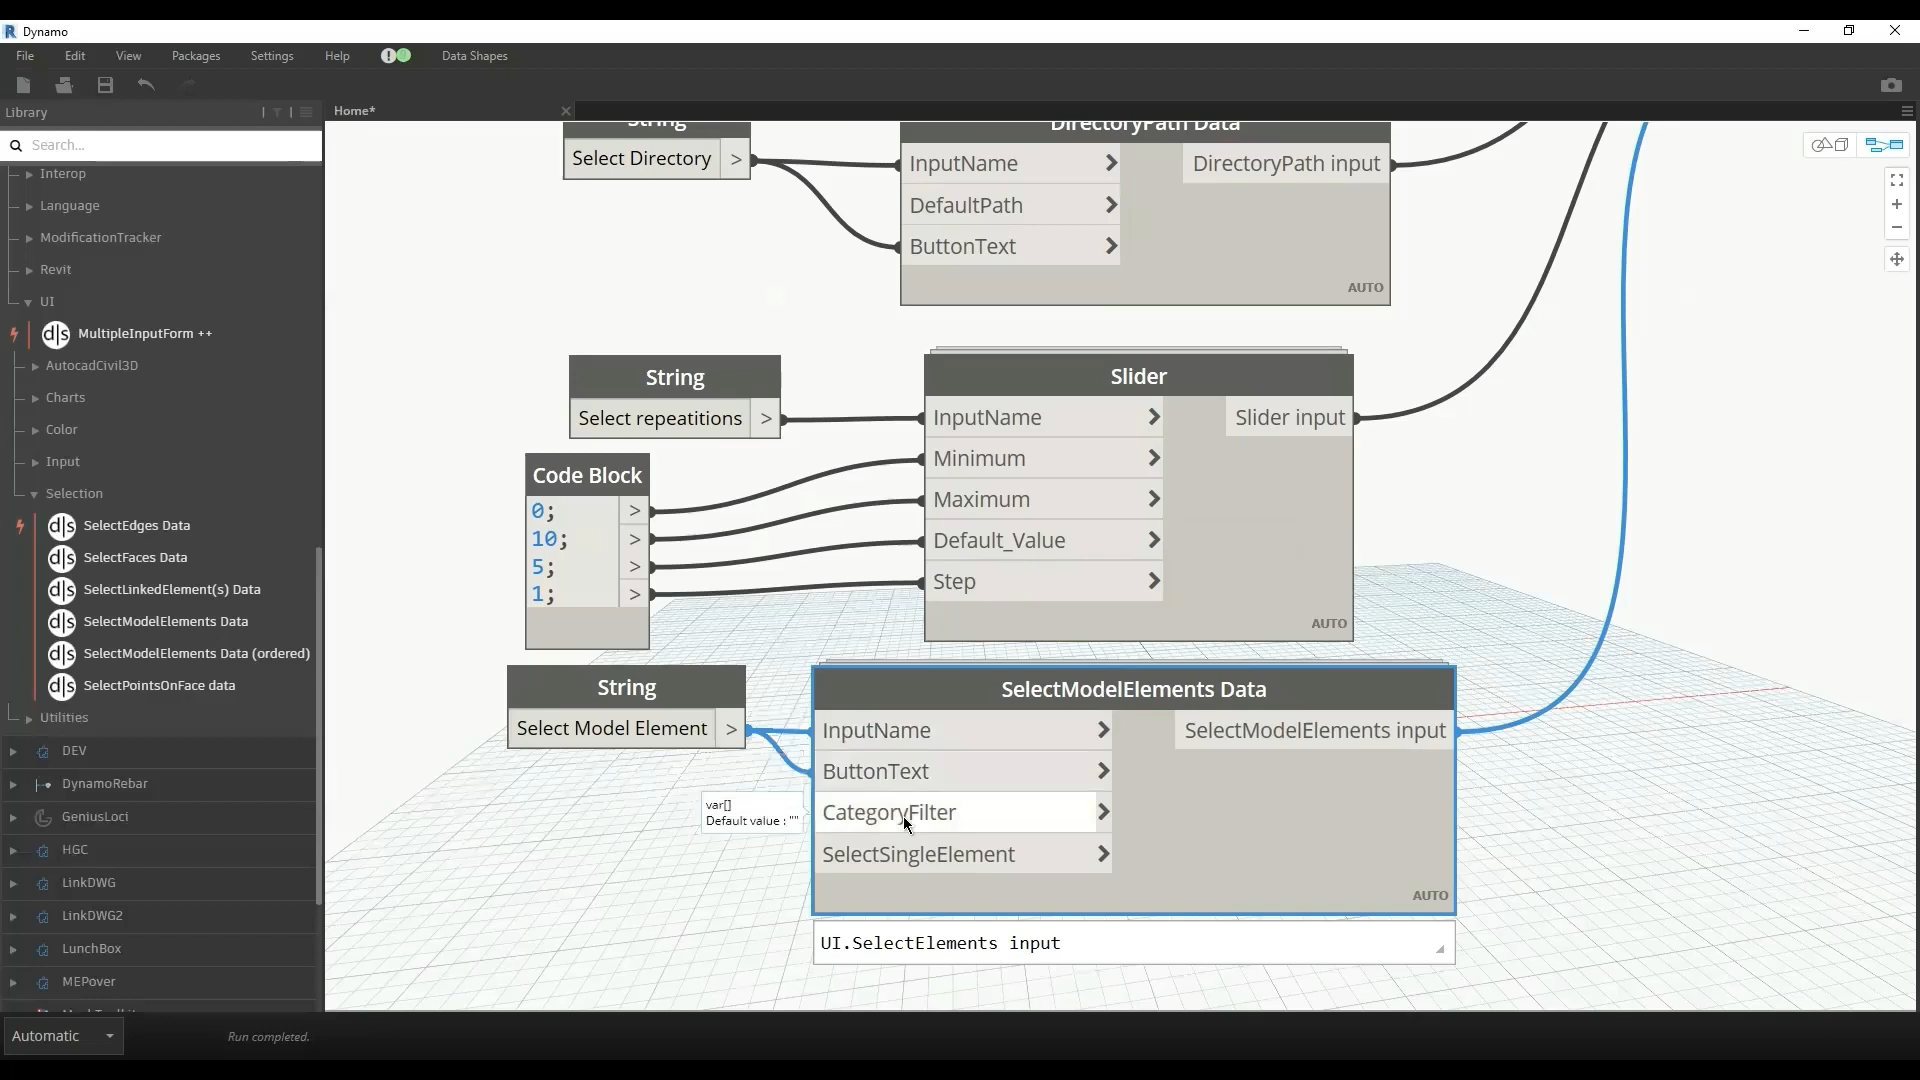 Dynamo
File Edit View Packages Settings Help Data Shapes
Library
Home*
Search...
Interop
Language
ModificationTracker
Revit
UI
MultipleInputForm ++
AutocadCivil3D
Charts
Color
Input
Selection
SelectEdges Data
SelectFaces Data
SelectLinkedElement(s) Data
SelectModelElements Data
SelectModelElements Data (ordered)
SelectPointsOnFace data
Utilities
DEV
DynamoRebar
GeniusLoci
HGC
LinkDWG
LinkDWG2
LunchBox
MEPover
Automatic
Run completed.
String
Select Directory >
DirectoryPath Data
InputName
DefaultPath
ButtonText
DirectoryPath input
AUTO
String
Select repeatitions >
Code Block
0; >
10; >
5; >
1; >
Slider
InputName
Minimum
Maximum
Default_Value
Step
Slider input
AUTO
String
Select Model Element >
SelectModelElements Data
InputName
ButtonText
CategoryFilter
SelectSingleElement
SelectModelElements input
AUTO
var[]
Default value : ""
UI.SelectElements input